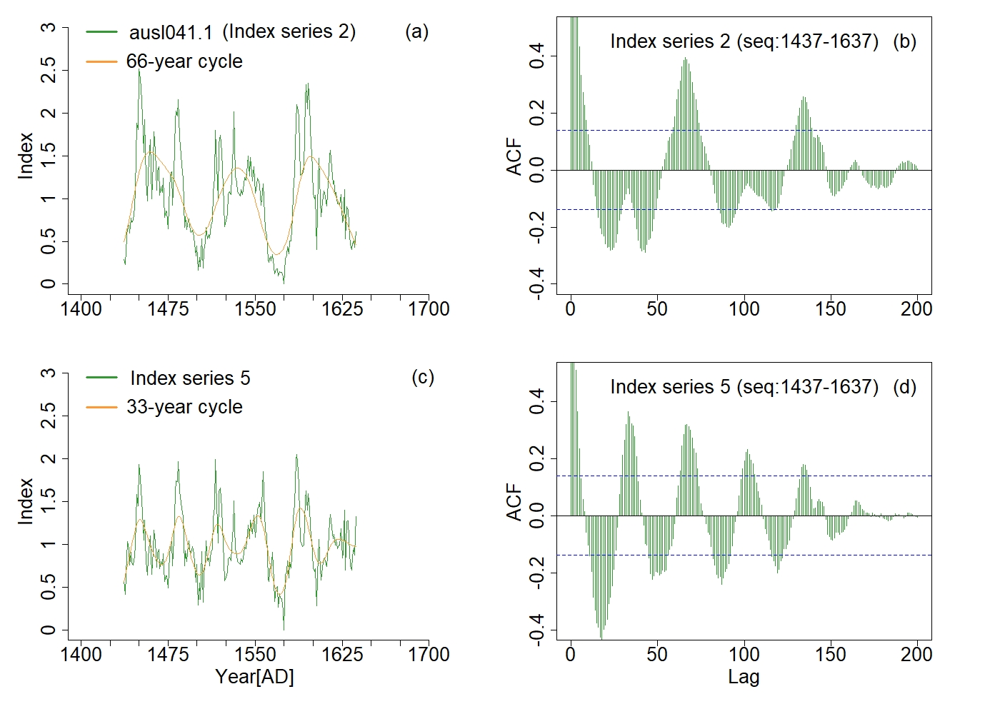 ausl041.1 (Index series 2) (a)
66-year cycle
Index
3
2.5
2
1.5
1
0.5
0
1400 1475 1550 1625 1700
Index series 2 (seq:1437-1637) (b)
ACF
0.4
0.2
0.0
-0.2
-0.4
0 50 100 150 200
Index series 5 (c)
33-year cycle
Index
3
2.5
2
1.5
1
0.5
0
1400 1475 1550 1625 1700
Year[AD]
Index series 5 (seq:1437-1637) (d)
ACF
0.4
0.2
0.0
-0.2
-0.4
0 50 100 150 200
Lag